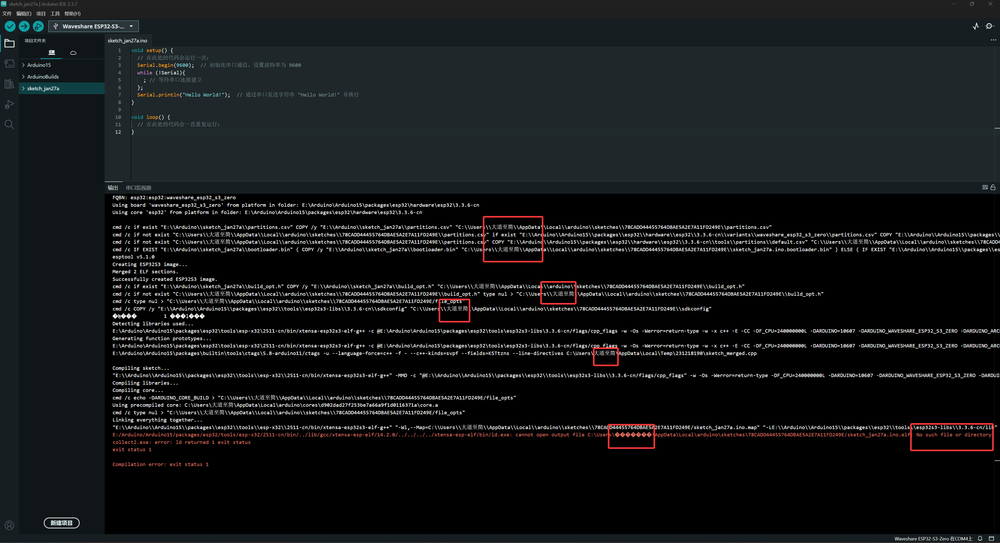 sketch_jan27a | Arduino IDE 2.3.7
文件 编辑(E) 项目 工具 帮助(H)
Waveshare ESP32-S3-...
项目文件夹
Arduino15
ArduinoBuilds
sketch_jan27a
新建项目
sketch_jan27a.ino
1 void setup() {
2 // 在此处的代码会运行一次:
3 Serial.begin(9600); // 初始化串口通信，设置波特率为 9600
4 while (!Serial){
5 ; // 等待串口连接建立
6 };
7 Serial.println("Hello World!"); // 通过串口发送字符串 "Hello World!" 并换行
8 }
9
10 void loop() {
11 // 在此处的代码会一直重复运行:
12 }
输出 串口监视器
FQBN: esp32:esp32:waveshare_esp32_s3_zero
Using board 'waveshare_esp32_s3_zero' from platform in folder: E:\Arduino\Arduino15\packages\esp32\hardware\esp32\3.3.6-cn
Using core 'esp32' from platform in folder: E:\Arduino\Arduino15\packages\esp32\hardware\esp32\3.3.6-cn
cmd /c if exist "E:\\Arduino\\sketch_jan27a\\partitions.csv" COPY /y "E:\\Arduino\\sketch_jan27a\\partitions.csv" "C:\\Users\\大道至简\\AppData\\Local\\arduino\\sketches\\78CADD44455764DBAE5A2E7A11FD249E\\partitions.csv"
cmd /c if not exist "C:\\Users\\大道至简\\AppData\\Local\\arduino\\sketches\\78CADD44455764DBAE5A2E7A11FD249E\\partitions.csv" if exist "E:\\Arduino\\Arduino15\\packages\\esp32\\hardware\\esp32\\3.3.6-cn\\variants\\waveshare_esp32_s3_zero\\partitions.csv" COPY "E:\\Arduino\\Arduino15\\packages\\
cmd /c if not exist "C:\\Users\\大道至简\\AppData\\Local\\arduino\\sketches\\78CADD44455764DBAE5A2E7A11FD249E\\partitions.csv" COPY "E:\\Arduino\\Arduino15\\packages\\esp32\\hardware\\esp32\\3.3.6-cn\\tools\\partitions\\default.csv" "C:\\Users\\大道至简\\AppData\\Local\\arduino\\sketches\\78CADD4
cmd /c IF EXIST "E:\\Arduino\\sketch_jan27a\\bootloader.bin" ( COPY /y "E:\\Arduino\\sketch_jan27a\\bootloader.bin" "C:\\Users\\大道至简\\AppData\\Local\\arduino\\sketches\\78CADD44455764DBAE5A2E7A11FD249E\\sketch_jan27a.ino.bootloader.bin" ) ELSE ( IF EXIST "E:\\Arduino\\Arduino15\\packages\\es
esptool v5.1.0
Creating ESP32S3 image...
Merged 2 ELF sections.
Successfully created ESP32S3 image.
cmd /c if exist "E:\\Arduino\\sketch_jan27a\\build_opt.h" COPY /y "E:\\Arduino\\sketch_jan27a\\build_opt.h" "C:\\Users\\大道至简\\AppData\\Local\\arduino\\sketches\\78CADD44455764DBAE5A2E7A11FD249E\\build_opt.h"
cmd /c if not exist "C:\\Users\\大道至简\\AppData\\Local\\arduino\\sketches\\78CADD44455764DBAE5A2E7A11FD249E\\build_opt.h" type nul > "C:\\Users\\大道至简\\AppData\\Local\\arduino\\sketches\\78CADD44455764DBAE5A2E7A11FD249E\\build_opt.h"
cmd /c type nul > "C:\\Users\\大道至简\\AppData\\Local\\arduino\\sketches\\78CADD44455764DBAE5A2E7A11FD249E/file_opts"
cmd /c COPY /y "E:\\Arduino\\Arduino15\\packages\\esp32\\tools\\esp32s3-libs\\3.3.6-cn\\sdkconfig" "C:\\Users\\大道至简\\AppData\\Local\\arduino\\sketches\\78CADD44455764DBAE5A2E7A11FD249E\\sdkconfig"
1
Detecting libraries used...
E:\Arduino\Arduino15\packages\esp32\tools\esp-x32\2511-cn/bin/xtensa-esp32s3-elf-g++ -c @E:\Arduino\Arduino15\packages\esp32\tools\esp32s3-libs\3.3.6-cn/flags/cpp_flags -w -Os -Werror=return-type -w -x c++ -E -CC -DF_CPU=240000000L -DARDUINO=10607 -DARDUINO_WAVESHARE_ESP32_S3_ZERO -DARDUINO_ARC
Generating function prototypes...
E:\Arduino\Arduino15\packages\esp32\tools\esp-x32\2511-cn/bin/xtensa-esp32s3-elf-g++ -c @E:\Arduino\Arduino15\packages\esp32\tools\esp32s3-libs\3.3.6-cn/flags/cpp_flags -w -Os -Werror=return-type -w -x c++ -E -CC -DF_CPU=240000000L -DARDUINO=10607 -DARDUINO_WAVESHARE_ESP32_S3_ZERO -DARDUINO_ARC
E:\Arduino\Arduino15\packages\builtin\tools\ctags\5.8-arduino11/ctags -u --language-force=c++ -f - --c++-kinds=svpf --fields=KSTtzns --line-directives C:\Users\大道至简\AppData\Local\Temp\231218190\sketch_merged.cpp
Compiling sketch...
"E:\\Arduino\\Arduino15\\packages\\esp32\\tools\\esp-x32\\2511-cn/bin/xtensa-esp32s3-elf-g++" -MMD -c "@E:\\Arduino\\Arduino15\\packages\\esp32\\tools\\esp32s3-libs\\3.3.6-cn/flags/cpp_flags" -w -Os -Werror=return-type -DF_CPU=240000000L -DARDUINO=10607 -DARDUINO_WAVESHARE_ESP32_S3_ZERO -DARDUI
Compiling libraries...
Compiling core...
cmd /c echo -DARDUINO_CORE_BUILD > "C:\\Users\\大道至简\\AppData\\Local\\arduino\\sketches\\78CADD44455764DBAE5A2E7A11FD249E/file_opts"
Using precompiled core: C:\Users\大道至简\AppData\Local\arduino\cores\d902dad27f253be7a66a9f1d0116371a\core.a
cmd /c type nul > "C:\\Users\\大道至简\\AppData\\Local\\arduino\\sketches\\78CADD44455764DBAE5A2E7A11FD249E/file_opts"
Linking everything together...
"E:\\Arduino\\Arduino15\\packages\\esp32\\tools\\esp-x32\\2511-cn/bin/xtensa-esp32s3-elf-g++" "-Wl,--Map=C:\\Users\\大道至简\\AppData\\Local\\arduino\\sketches\\78CADD44455764DBAE5A2E7A11FD249E/sketch_jan27a.ino.map" "-LE:\\Arduino\\Arduino15\\packages\\esp32\\tools\\esp32s3-libs\\3.3.6-cn/lib"
E:/Arduino/Arduino15/packages/esp32/tools/esp-x32/2511-cn/bin/../lib/gcc/xtensa-esp-elf/14.2.0/../../../../xtensa-esp-elf/bin/ld.exe: cannot open output file C:\Users\��������\AppData\Local\arduino\sketches\78CADD44455764DBAE5A2E7A11FD249E/sketch_jan27a.ino.elf: No such file or directory
collect2.exe: error: ld returned 1 exit status
exit status 1
Compilation error: exit status 1
Waveshare ESP32-S3-Zero 在COM4上